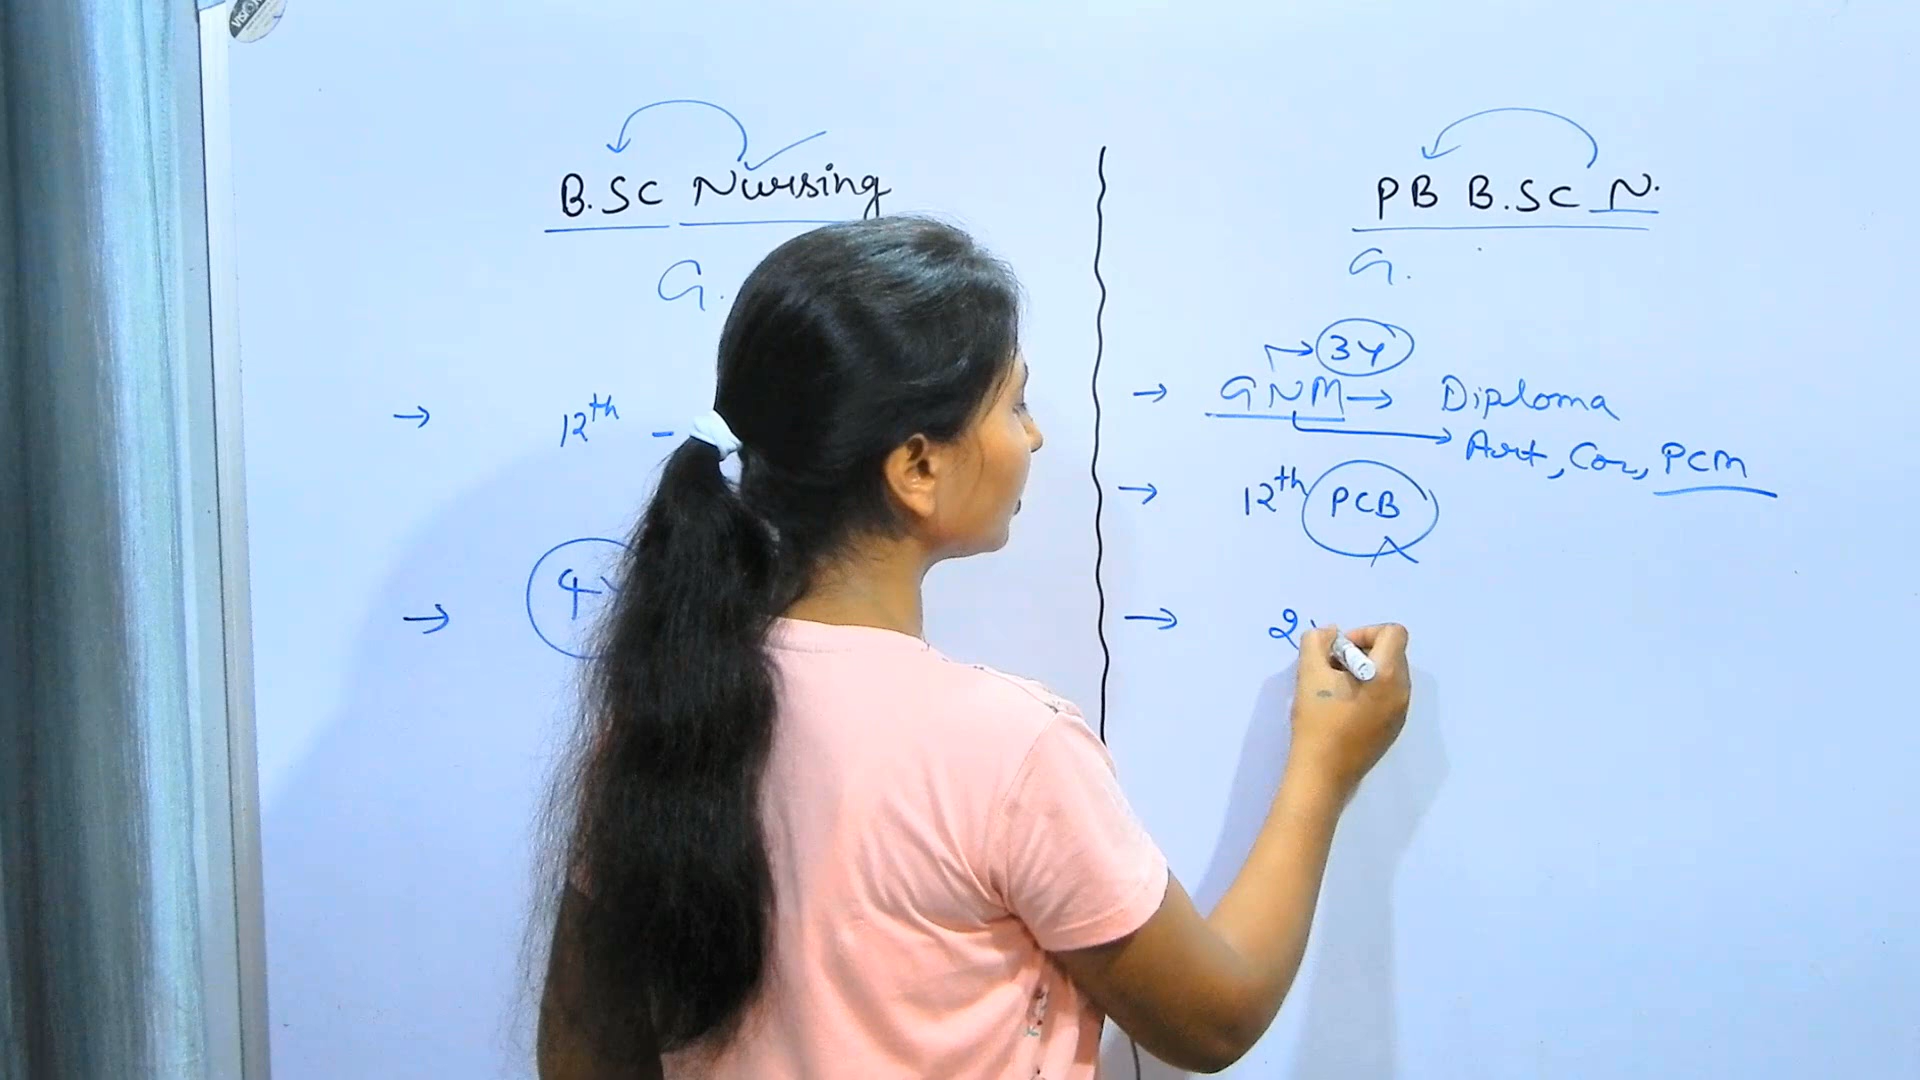 B.SC Nursing
G.
→ 12th -
→ 4
PB B.SC N.
G.
→ 3Y
→ GNM → Diploma
Art, Com, PCM
→ 12th PCB
→ 2